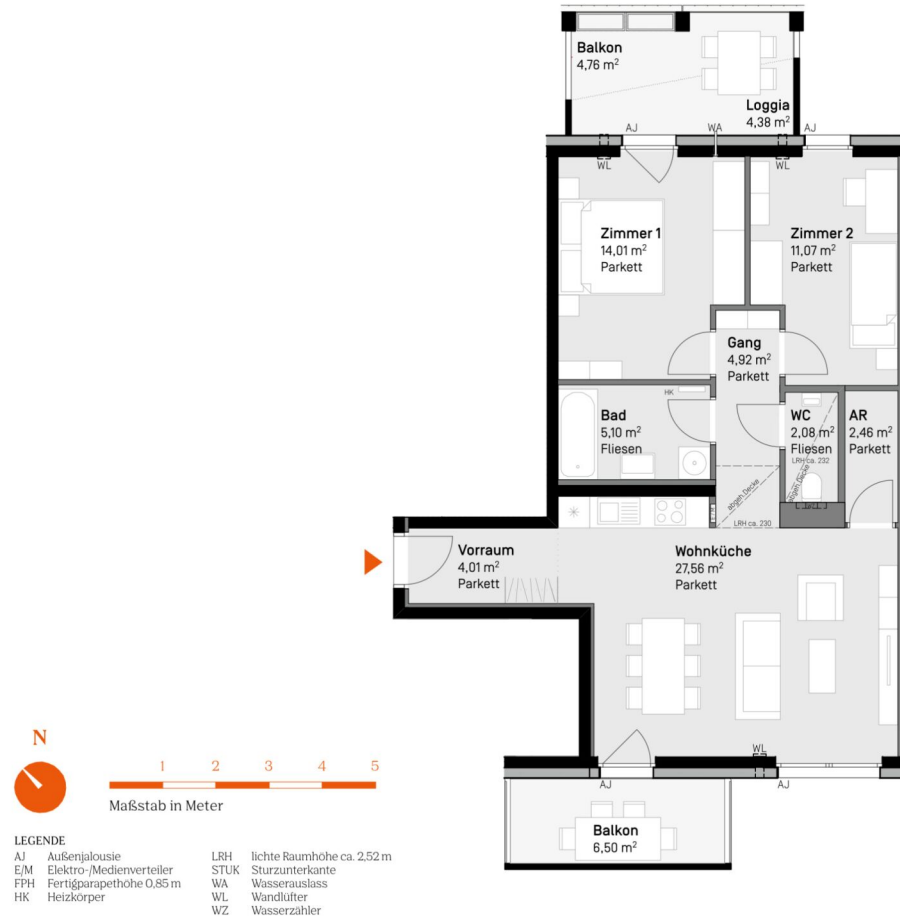 Balkon
4,76 m²
Loggia
4,38 m²
AJ
WA
AJ
WL
WL
Zimmer 1
14,01 m²
Parkett
Zimmer 2
11,07 m²
Parkett
Gang
4,92 m²
Parkett
HK
Bad
5,10 m²
Fliesen
WC
2,08 m²
Fliesen
LRH ca. 232
abgeh.Decke
AR
2,46 m²
Parkett
abgeh.Decke
LRH ca. 230
Vorraum
4,01 m²
Parkett
Wohnküche
27,56 m²
Parkett
WL
AJ
AJ
Balkon
6,50 m²
N
1 2 3 4 5
Maßstab in Meter
LEGENDE
AJ Außenjalousie
E/M Elektro-/Medienverteiler
FPH Fertigparapethöhe 0,85 m
HK Heizkörper
LRH lichte Raumhöhe ca. 2,52 m
STUK Sturzunterkante
WA Wasserauslass
WL Wandlüfter
WZ Wasserzähler